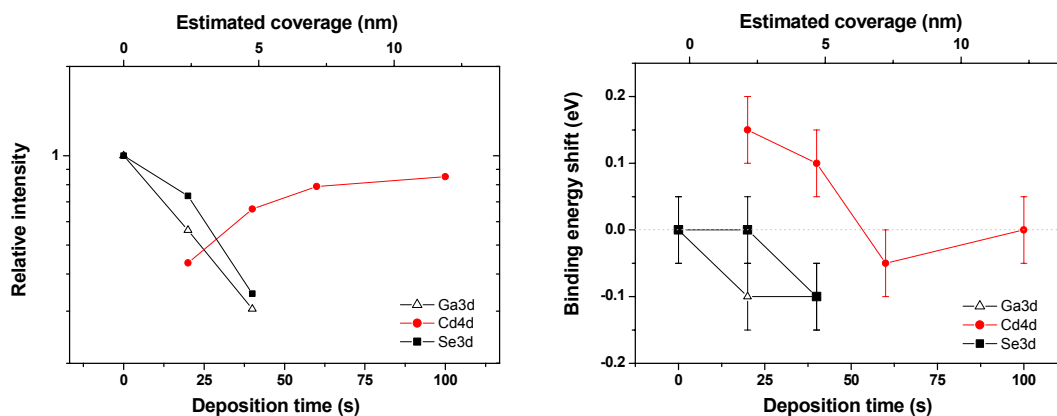 Estimated coverage (nm)
0 5 10
Relative intensity
1
Ga3d
Cd4d
Se3d
0 25 50 75 100
Deposition time (s)
Estimated coverage (nm)
0 5 10
Binding energy shift (eV)
0.2
0.1
0.0
-0.1
-0.2
Ga3d
Cd4d
Se3d
0 25 50 75 100
Deposition time (s)